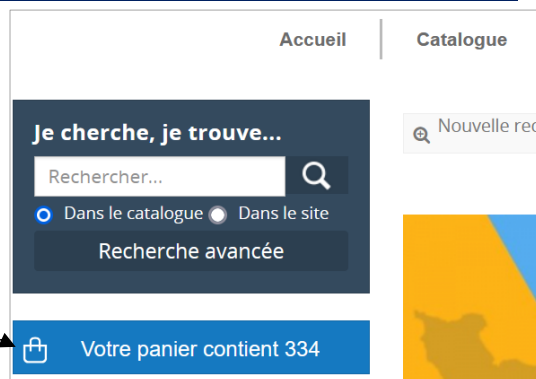 Accueil
Catalogue
Je cherche, je trouve...
Nouvelle
Rechercher...
Dans le catalogue
Dans le site
Recherche avancée
Votre panier contient 334